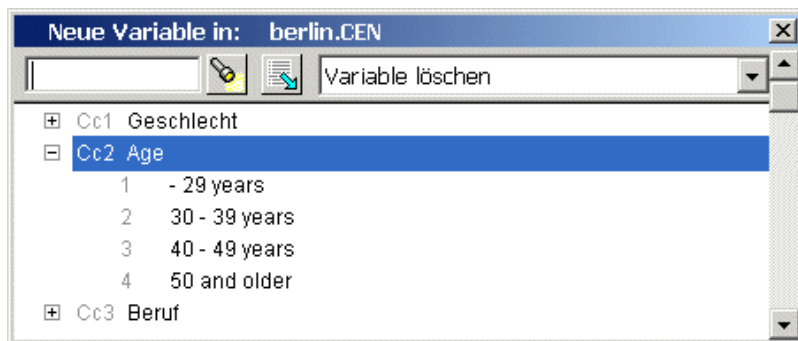 Neue Variable in: berlin.CEN
Variable löschen
Cc1 Geschlecht
Cc2 Age
1 - 29 years
2 30 - 39 years
3 40 - 49 years
4 50 and older
Cc3 Beruf